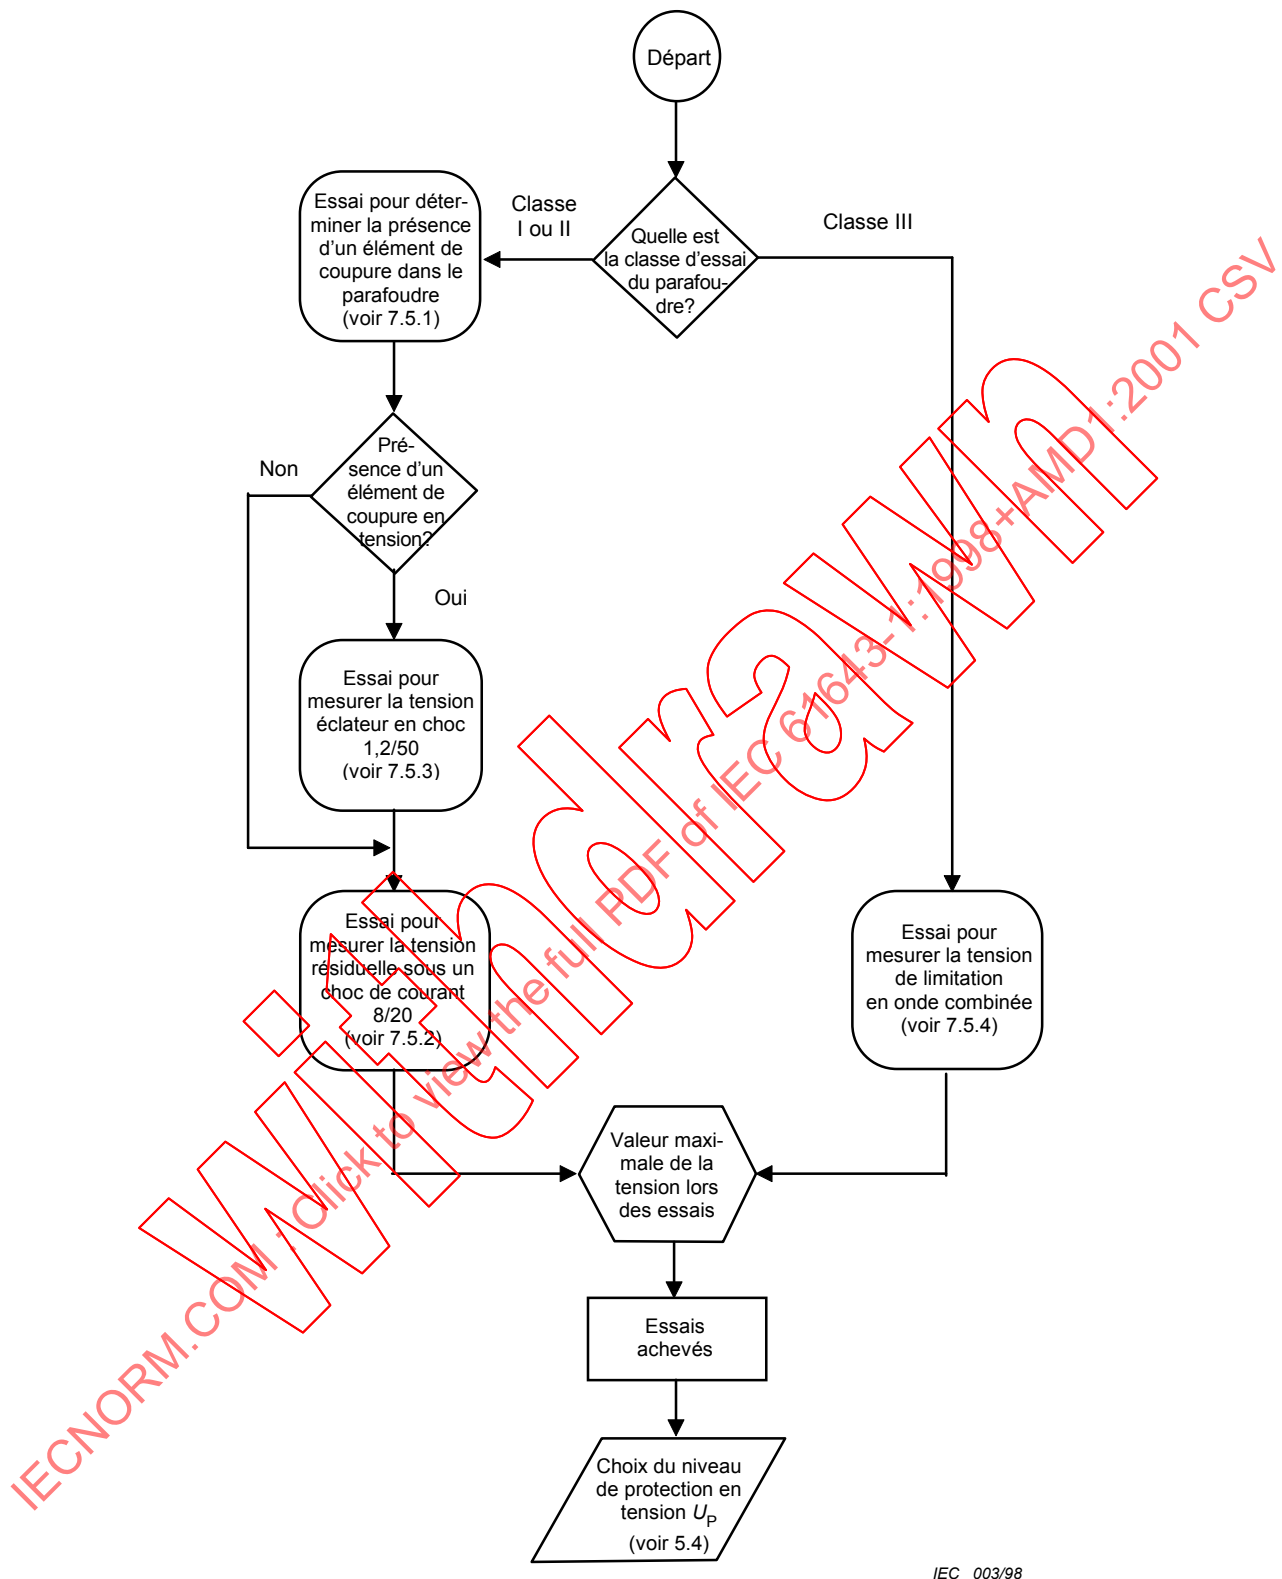 Départ
Essai pour déter-
miner la présence
d'un élément de
coupure dans le
parafoudre
(voir 7.5.1)
Classe
I ou II
Quelle est
la classe d'essai
du parafou-
dre?
Classe III
Pré-
sence d'un
élément de
coupure en
tension?
Non
Oui
Essai pour
mesurer la tension
éclateur en choc
1,2/50
(voir 7.5.3)
Essai pour
mesurer la tension
résiduelle sous un
choc de courant
8/20
(voir 7.5.2)
Essai pour
mesurer la tension
de limitation
en onde combinée
(voir 7.5.4)
Valeur maxi-
male de la
tension lors
des essais
Essais
achevés
Choix du niveau
de protection en
tension UP
(voir 5.4)
IEC 003/98
Withdrawn
IECNORM.COM : Click to view the full PDF of IEC 61643-1:1998+AMD1:2001 CSV